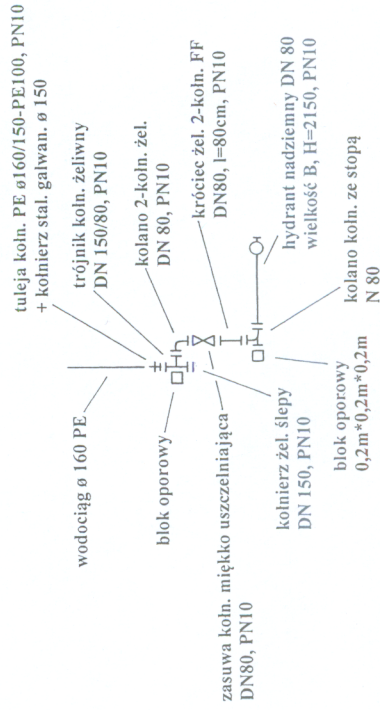 tuleja kołn. PE ø160/150-PE100, PN10
+ kołnierz stal. galwan. ø 150
trójnik kołn. żeliwny
DN 150/80, PN10
kolano 2-kołn. żel.
DN 80, PN10
króciec żel. 2-kołn. FF
DN80, l=80cm, PN10
hydrant nadziemny DN 80
wielkość B, H=2150, PN10
kolano kołn. ze stopą
N 80
wodociąg ø 160 PE
blok oporowy
zasuwa kołn. miękko uszczelniająca
DN80, PN10
kołnierz żel. ślepy
DN 150, PN10
blok oporowy
0,2m*0,2m*0,2m